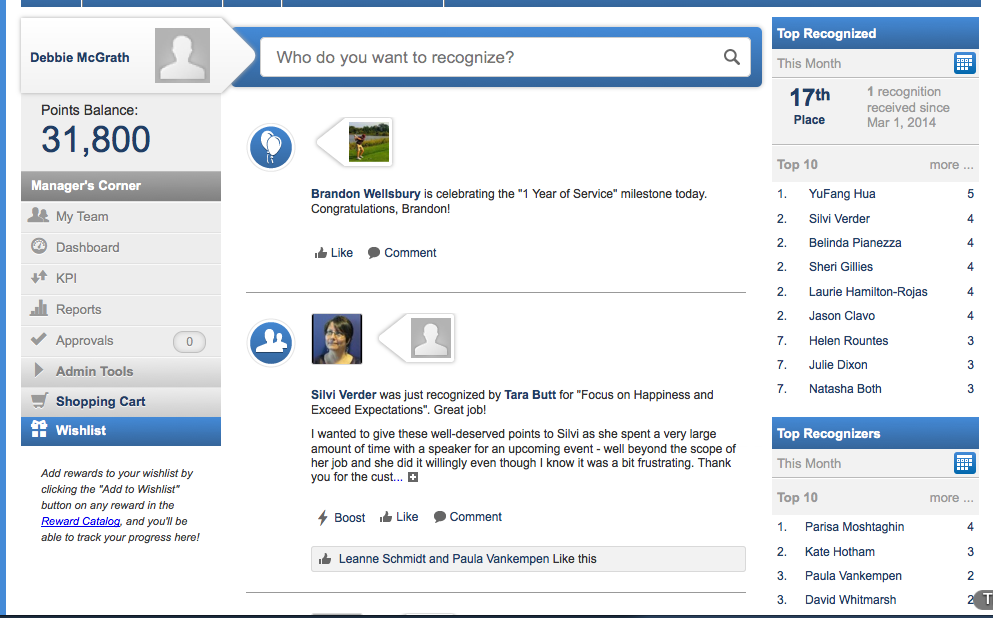 Debbie McGrath
Points Balance:
31,800
Manager's Corner
My Team
Dashboard
KPI
Reports
Approvals 0
Admin Tools
Shopping Cart
Wishlist
Add rewards to your wishlist by
clicking the "Add to Wishlist"
button on any reward in the
Reward Catalog, and you'll be
able to track your progress here!
Who do you want to recognize?
Brandon Wellsbury is celebrating the "1 Year of Service" milestone today.
Congratulations, Brandon!
Like Comment
Silvi Verder was just recognized by Tara Butt for "Focus on Happiness and
Exceed Expectations". Great job!
I wanted to give these well-deserved points to Silvi as she spent a very large
amount of time with a speaker for an upcoming event - well beyond the scope of
her job and she did it willingly even though I know it was a bit frustrating. Thank
you for the cust...
Boost Like Comment
Leanne Schmidt and Paula Vankempen Like this
Top Recognized
This Month
17th
Place
1 recognition
received since
Mar 1, 2014
Top 10 more ...
1. YuFang Hua 5
2. Silvi Verder 4
2. Belinda Pianezza 4
2. Sheri Gillies 4
2. Laurie Hamilton-Rojas 4
2. Jason Clavo 4
7. Helen Rountes 3
7. Julie Dixon 3
7. Natasha Both 3
Top Recognizers
This Month
Top 10 more ...
1. Parisa Moshtaghin 4
2. Kate Hotham 3
3. Paula Vankempen 2
3. David Whitmarsh 2
T